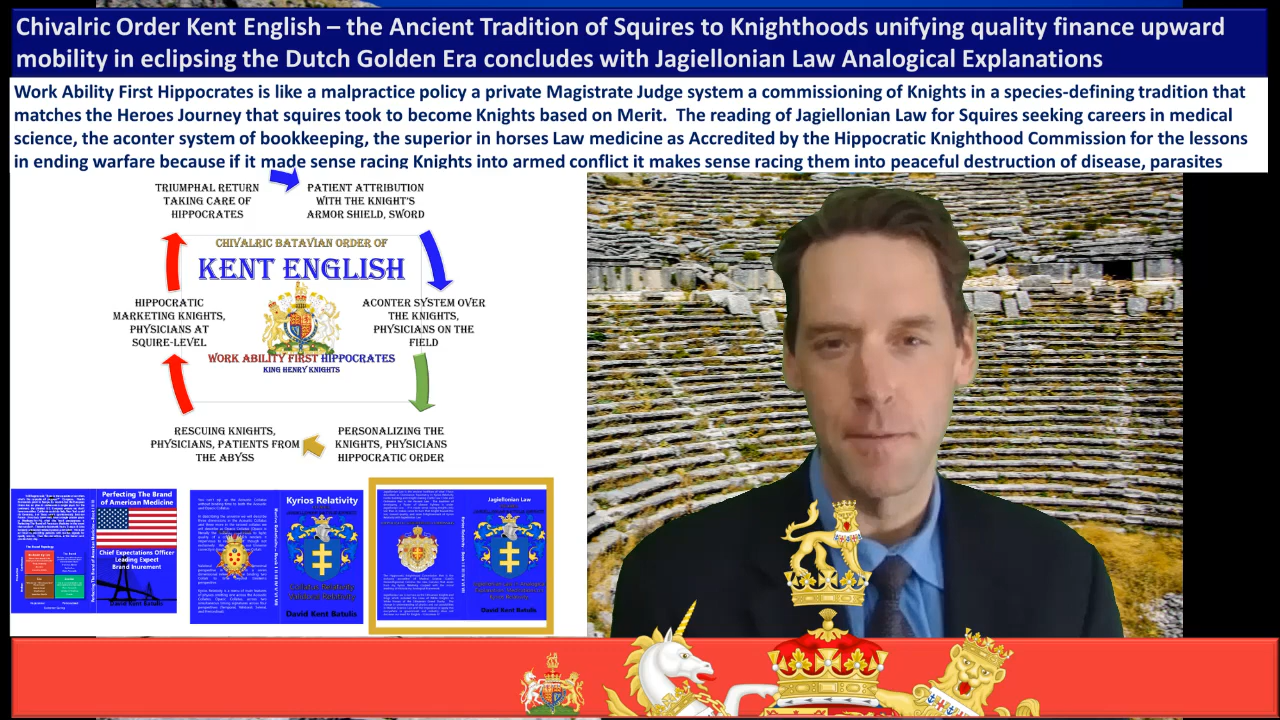 Chivalric Order Kent English – the Ancient Tradition of Squires to Knighthoods unifying quality finance upward
mobility in eclipsing the Dutch Golden Era concludes with Jagiellonian Law Analogical Explanations
Work Ability First Hippocrates is like a malpractice policy a private Magistrate Judge system a commissioning of Knights in a species-defining tradition that
matches the Heroes Journey that squires took to become Knights based on Merit.  The reading of Jagiellonian Law for Squires seeking careers in medical
science, the aconter system of bookkeeping, the superior in horses Law medicine as Accredited by the Hippocratic Knighthood Commission for the lessons
in ending warfare because if it made sense racing Knights into armed conflict it makes sense racing them into peaceful destruction of disease, parasites
TRIUMPHAL RETURN
TAKING CARE OF
HIPPOCRATES
PATIENT ATTRIBUTION
WITH THE KNIGHT'S
ARMOR SHIELD, SWORD
CHIVALRIC BATAVIAN ORDER OF
KENT ENGLISH
HIPPOCRATIC
MARKETING KNIGHTS,
PHYSICIANS AT
SQUIRE-LEVEL
ACONTER SYSTEM OVER
THE KNIGHTS,
PHYSICIANS ON THE
FIELD
WORK ABILITY FIRST HIPPOCRATES
KING HENRY KNIGHTS
RESCUING KNIGHTS,
PHYSICIANS, PATIENTS FROM
THE ABYSS
PERSONALIZING THE
KNIGHTS, PHYSICIANS
HIPPOCRATIC ORDER
Perfecting The Brand
of American Medicine
Chief Expectations Officer
Leading Expect
Brand Increment
David Kent Batulis
Kyrios Relativity
David Kent Batulis
Jagiellonian Law
David Kent Batulis